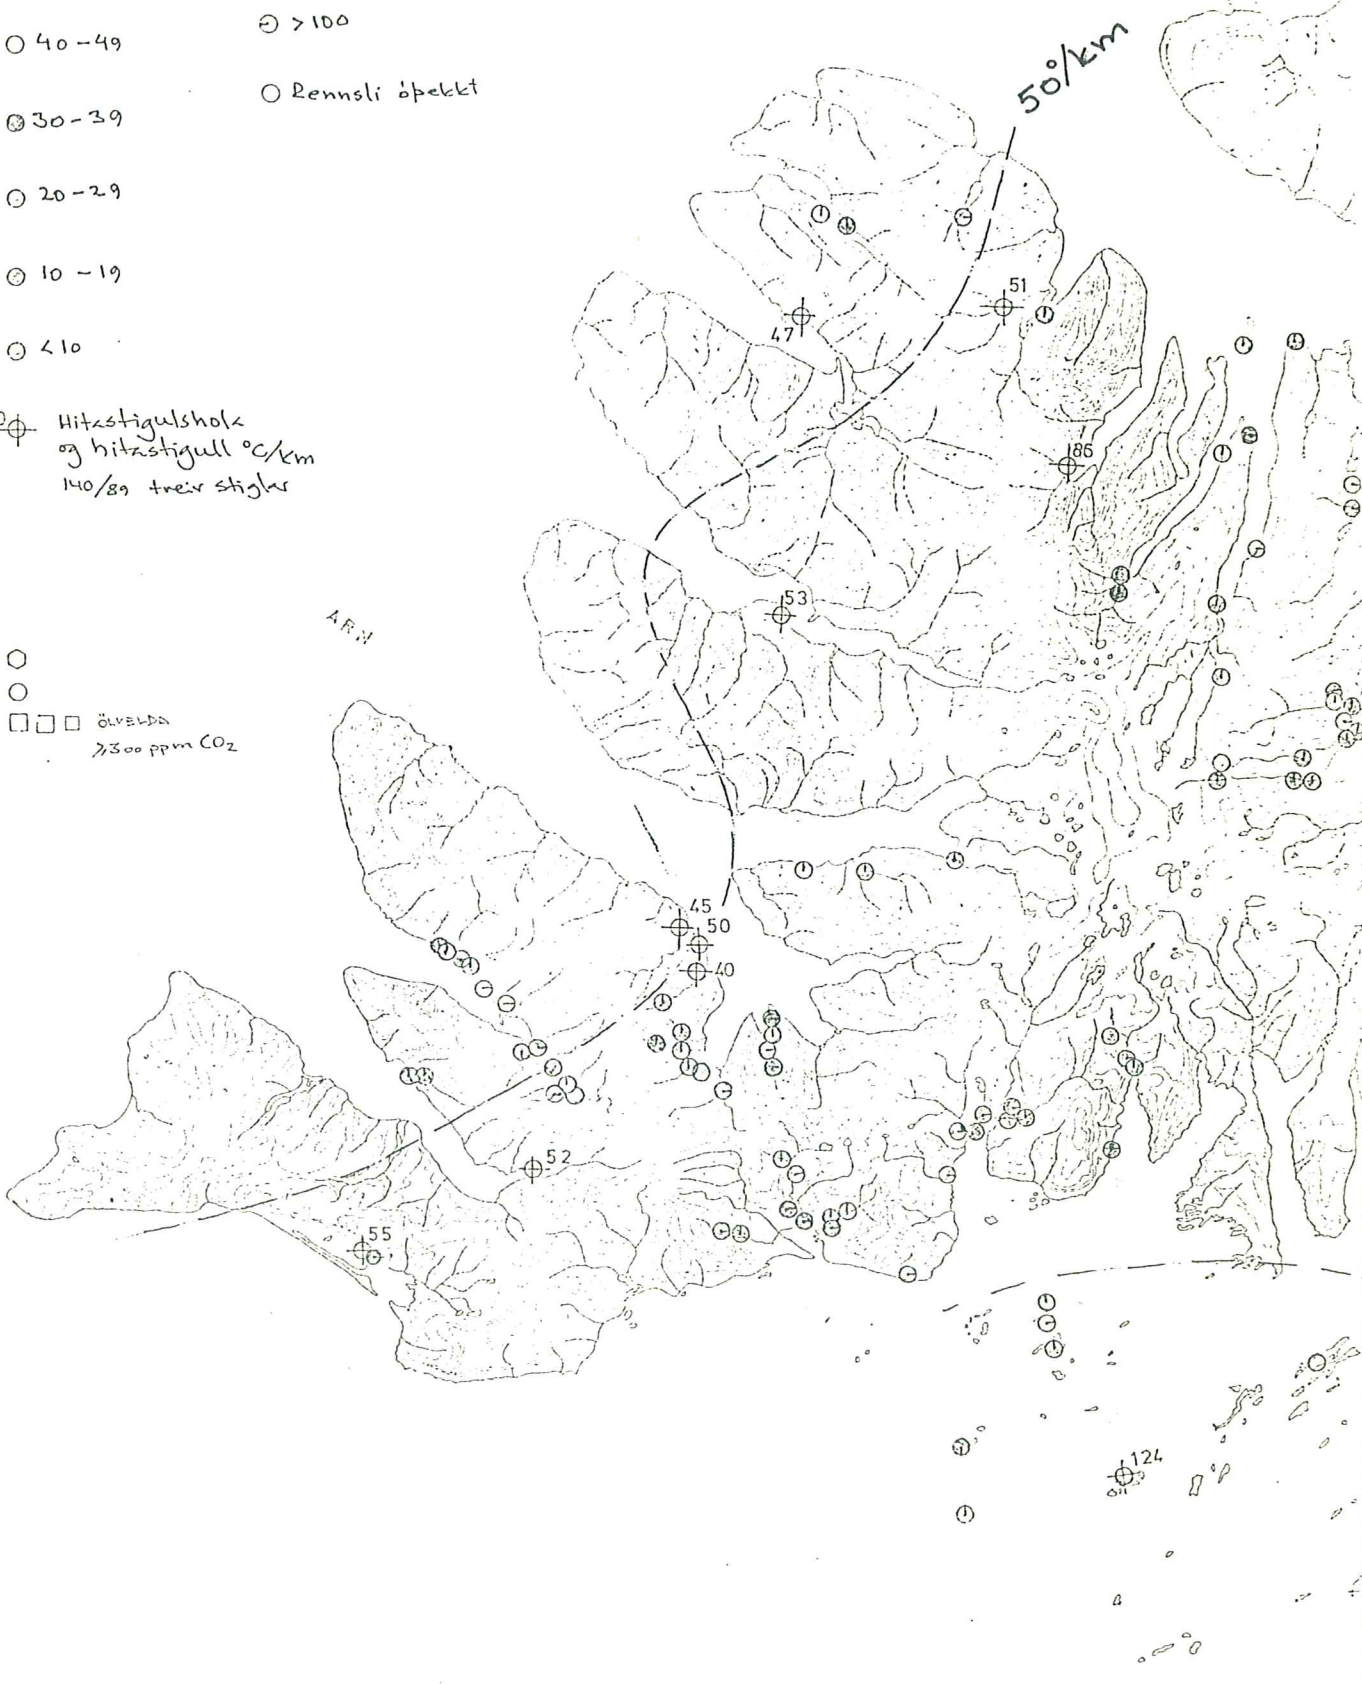 40-49
>100
Rennsli óþekkt
30-39
20-29
10-19
<10
Hitastigulshola
og hitastigull °C/km
140/89 tveir stiglar
ÖLVELDA
≥300 ppm CO2
50°/km
51
47
86
53
45
50
40
52
55
124